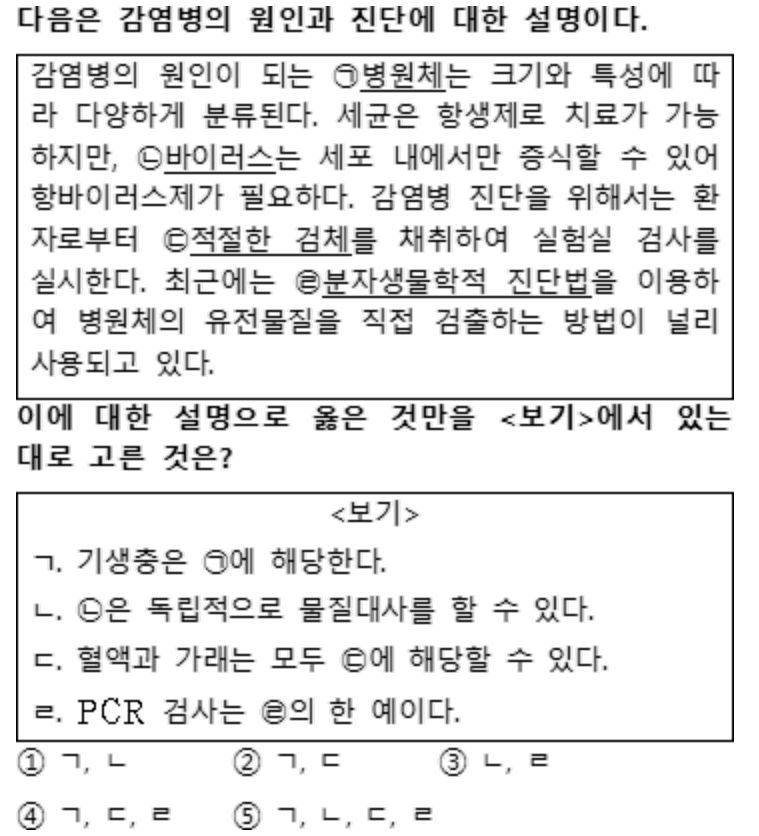 다음은 감염병의 원인과 진단에 대한 설명이다.
감염병의 원인이 되는 ㉠병원체는 크기와 특성에 따
라 다양하게 분류된다. 세균은 항생제로 치료가 가능
하지만, ㉡바이러스는 세포 내에서만 증식할 수 있어
항바이러스제가 필요하다. 감염병 진단을 위해서는 환
자로부터 ㉢적절한 검체를 채취하여 실험실 검사를
실시한다. 최근에는 ㉣분자생물학적 진단법을 이용하
여 병원체의 유전물질을 직접 검출하는 방법이 널리
사용되고 있다.
이에 대한 설명으로 옳은 것만을 <보기>에서 있는
대로 고른 것은?
<보기>
ㄱ. 기생충은 ㉠에 해당한다.
ㄴ. ㉡은 독립적으로 물질대사를 할 수 있다.
ㄷ. 혈액과 가래는 모두 ㉢에 해당할 수 있다.
ㄹ. PCR 검사는 ㉣의 한 예이다.
① ㄱ, ㄴ ② ㄱ, ㄷ ③ ㄴ, ㄹ
④ ㄱ, ㄷ, ㄹ ⑤ ㄱ, ㄴ, ㄷ, ㄹ